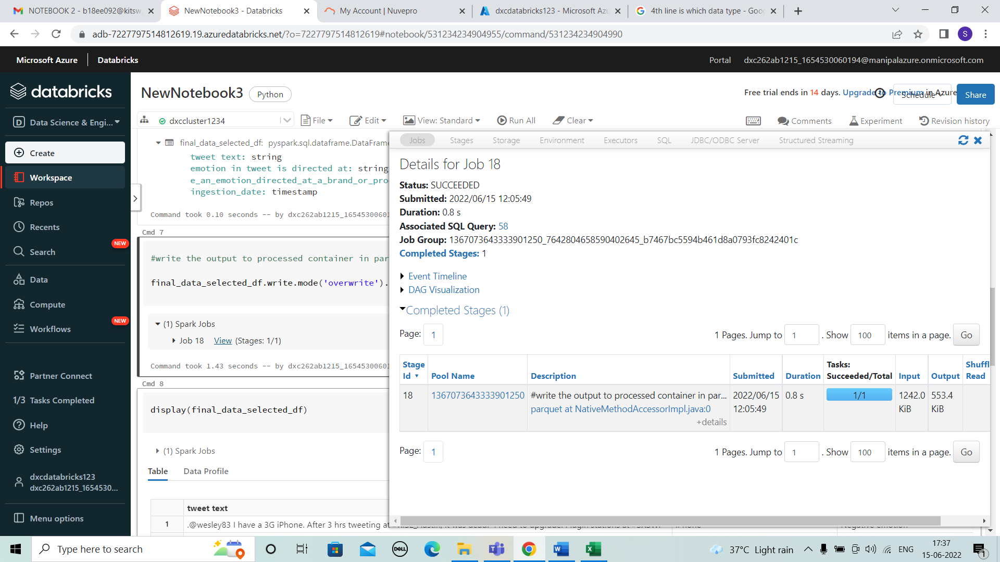 NOTEBOOK 2 - b18ee092@kitsw.
NewNotebook3 - Databricks
My Account | Nuvepro
dxcdatabricks123 - Microsoft Azu
4th line is which data type - Goo
adb-7227797514812619.19.azuredatabricks.net/?o=7227797514812619#notebook/531234234904955/command/531234234904990
S
Microsoft Azure
Databricks
Portal
dxc262ab1215_1654530060194@manipalazure.onmicrosoft.com
databricks
NewNotebook3
Python
Free trial ends in 14 days. Upgrade to Premium in Azure
Schedule
Share
D Data Science & Engi...
dxccluster1234
File
Edit
View: Standard
Run All
Clear
Comments
Experiment
Revision history
Create
Workspace
Repos
Recents
NEW
Search
Data
Compute
NEW
Workflows
Partner Connect
1/3 Tasks Completed
Help
Settings
dxcdatabricks123
dxc262ab1215_1654530...
Menu options
final_data_selected_df: pyspark.sql.dataframe.DataFrame
tweet text: string
emotion in tweet is directed at: string
e_an_emotion_directed_at_a_brand_or_pro
ingestion_date: timestamp
Command took 0.10 seconds -- by dxc262ab1215_16545300601
Cmd 7
#write the output to processed container in par
final_data_selected_df.write.mode('overwrite').
(1) Spark Jobs
Job 18 View (Stages: 1/1)
Command took 1.43 seconds -- by dxc262ab1215_16545300601
Cmd 8
display(final_data_selected_df)
(1) Spark Jobs
Table
Data Profile
tweet text
1 .@wesley83 I have a 3G iPhone. After 3 hrs tweeting at
Jobs
Stages
Storage
Environment
Executors
SQL
JDBC/ODBC Server
Structured Streaming
Details for Job 18
Status: SUCCEEDED
Submitted: 2022/06/15 12:05:49
Duration: 0.8 s
Associated SQL Query: 58
Job Group: 1367073643333901250_7642804658590402645_b7467bc5594b461d8a0793fc8242401c
Completed Stages: 1
Event Timeline
DAG Visualization
Completed Stages (1)
Page: 1
1 Pages. Jump to 1 . Show 100 items in a page. Go
Stage Id
Pool Name
Description
Submitted
Duration
Tasks: Succeeded/Total
Input
Output
Shuffl
Read
18
1367073643333901250
#write the output to processed container in par...
parquet at NativeMethodAccessorImpl.java:0
+details
2022/06/15
12:05:49
0.8 s
1/1
1242.0
KiB
553.4
KiB
Page: 1
1 Pages. Jump to 1 . Show 100 items in a page. Go
Type here to search
DELL
37°C Light rain
ENG
17:37
15-06-2022
1